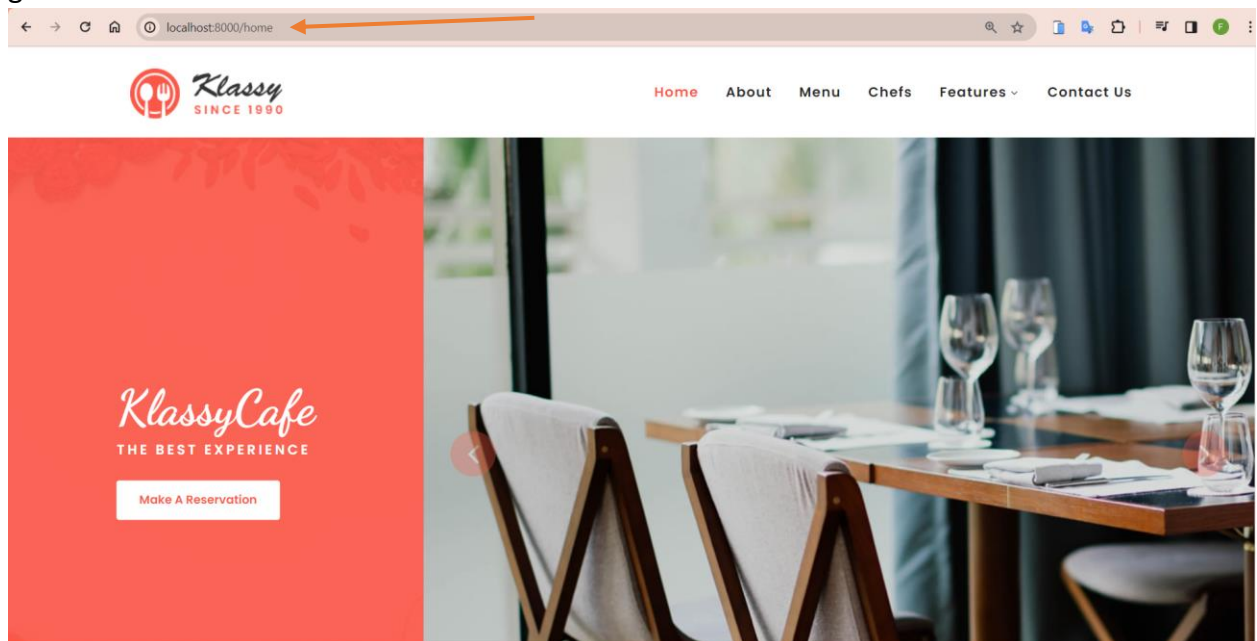 g
localhost:8000/home
F
Klassy
SINCE 1990
Home About Menu Chefs Features Contact Us
KlassyCafe
THE BEST EXPERIENCE
Make A Reservation